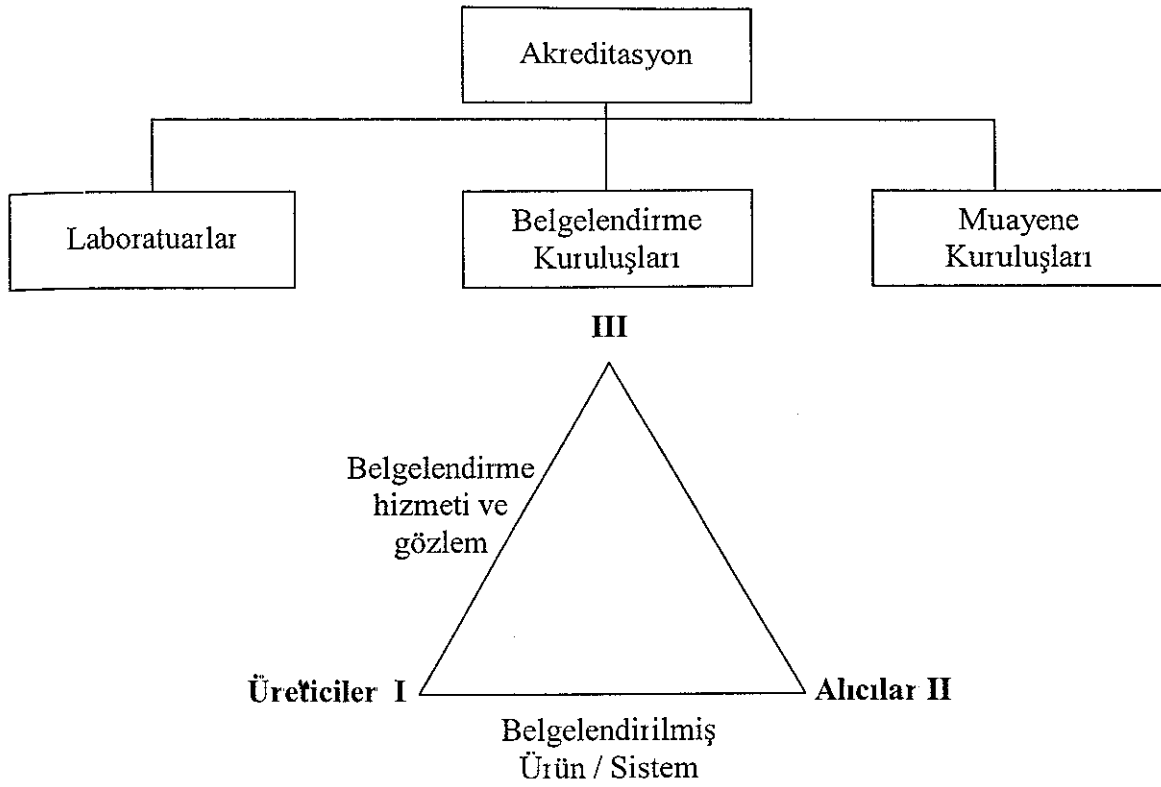 Akreditasyon
Laboratuarlar
Belgelendirme
Kuruluşları
Muayene
Kuruluşları
III
Belgelendirme
hizmeti ve
gözlem
Üreticiler I
Alıcılar II
Belgelendirilmiş
Ürün / Sistem